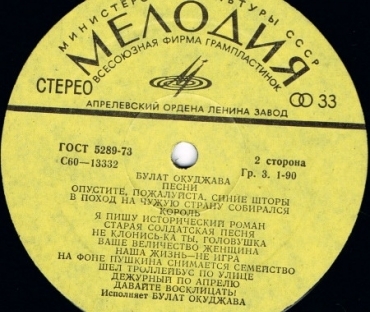 МИНИСТЕРСТВО КУЛЬТУРЫ СССР
МЕЛОДИЯ
ВСЕСОЮЗНАЯ ФИРМА ГРАМПЛАСТИНОК
СТЕРЕО
33
АПРЕЛЕВСКИЙ ОРДЕНА ЛЕНИНА ЗАВОД
ГОСТ 5289-73
С60—13332
2 сторона
Гр. 3. 1-90
БУЛАТ ОКУДЖАВА
ПЕСНИ
ОПУСТИТЕ, ПОЖАЛУЙСТА, СИНИЕ ШТОРЫ
В ПОХОД НА ЧУЖУЮ СТРАНУ СОБИРАЛСЯ
КОРОЛЬ
Я ПИШУ ИСТОРИЧЕСКИЙ РОМАН
СТАРАЯ СОЛДАТСКАЯ ПЕСНЯ
НЕ КЛОНИСЬ-КА ТЫ, ГОЛОВУШКА
ВАШЕ ВЕЛИЧЕСТВО ЖЕНЩИНА
НАША ЖИЗНЬ—НЕ ИГРА
НА ФОНЕ ПУШКИНА СНИМАЕТСЯ СЕМЕЙСТВО
ШЕЛ ТРОЛЛЕЙБУС ПО УЛИЦЕ
ДЕЖУРНЫЙ ПО АПРЕЛЮ
ДАВАЙТЕ ВОСКЛИЦАТЬ!
Исполняет БУЛАТ ОКУДЖАВА